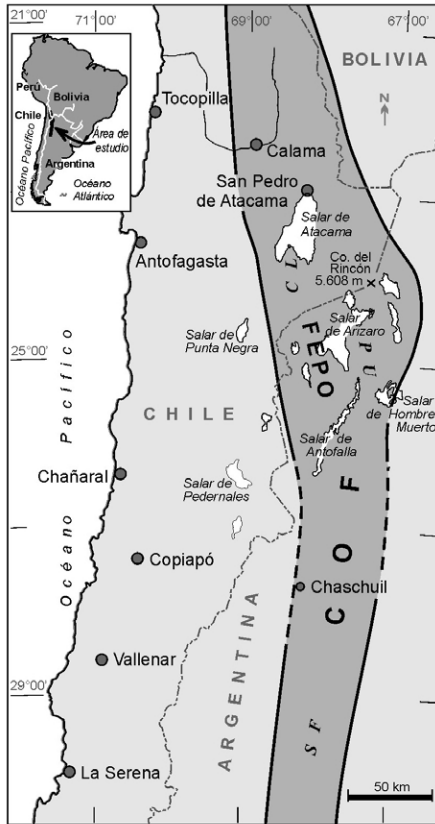 21°00'
71°00'
69°00'
67°00'
Perú
Bolivia
Chile
Área de
estudio
Argentina
Océano Pacífico
Océano
Atlántico
BOLIVIA
N
Tocopilla
Calama
San Pedro
de Atacama
Salar de
Atacama
Antofagasta
Co. del
Rincón
5.608 m
CL
Salar
de Arizaro
Salar de
Punta Negra
FEPO
PU
25°00'
Salar
de Hombre
Muerto
CHILE
Salar de
Antofalla
Océano Pacífico
Chañaral
Salar de
Pedernales
COF
Copiapó
Chaschuil
ARGENTINA
Vallenar
29°00'
SF
La Serena
50 km